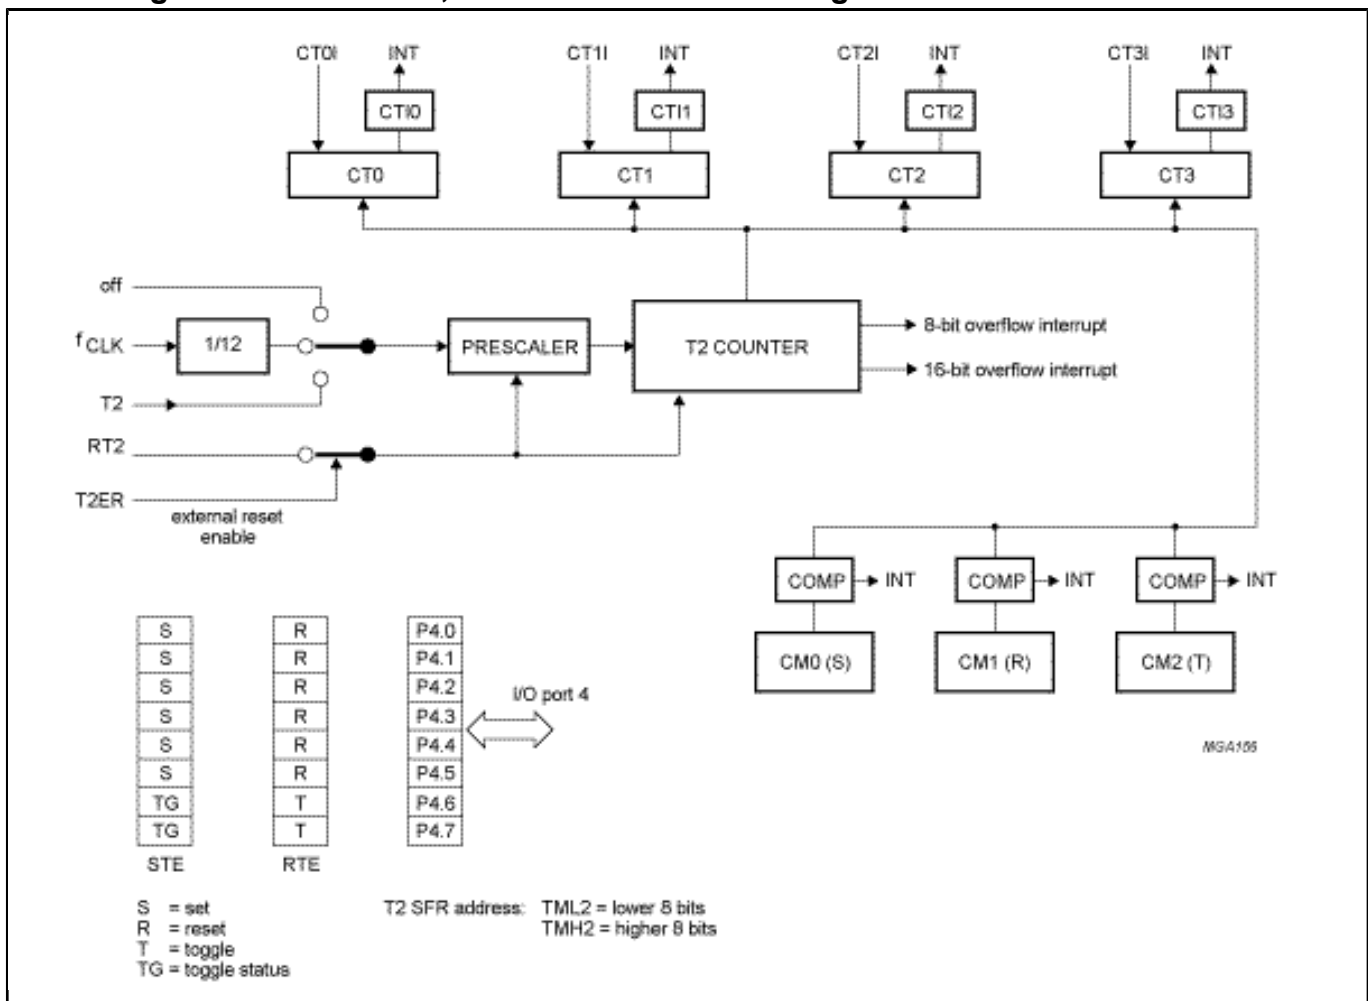 CT0I INT CT1I INT CT2I INT CT3I INT
CTI0 CTI1 CTI2 CTI3
CT0 CT1 CT2 CT3
off
fCLK 1/12 PRESCALER T2 COUNTER 8-bit overflow interrupt
16-bit overflow interrupt
T2
RT2
T2ER
external reset
enable
COMP INT COMP INT COMP INT
CM0 (S) CM1 (R) CM2 (T)
S R P4.0
S R P4.1
S R P4.2
S R P4.3
S R P4.4
S R P4.5
TG T P4.6
TG T P4.7
I/O port 4
MGA166
STE RTE
S = set
R = reset
T = toggle
TG = toggle status
T2 SFR address: TML2 = lower 8 bits
TMH2 = higher 8 bits